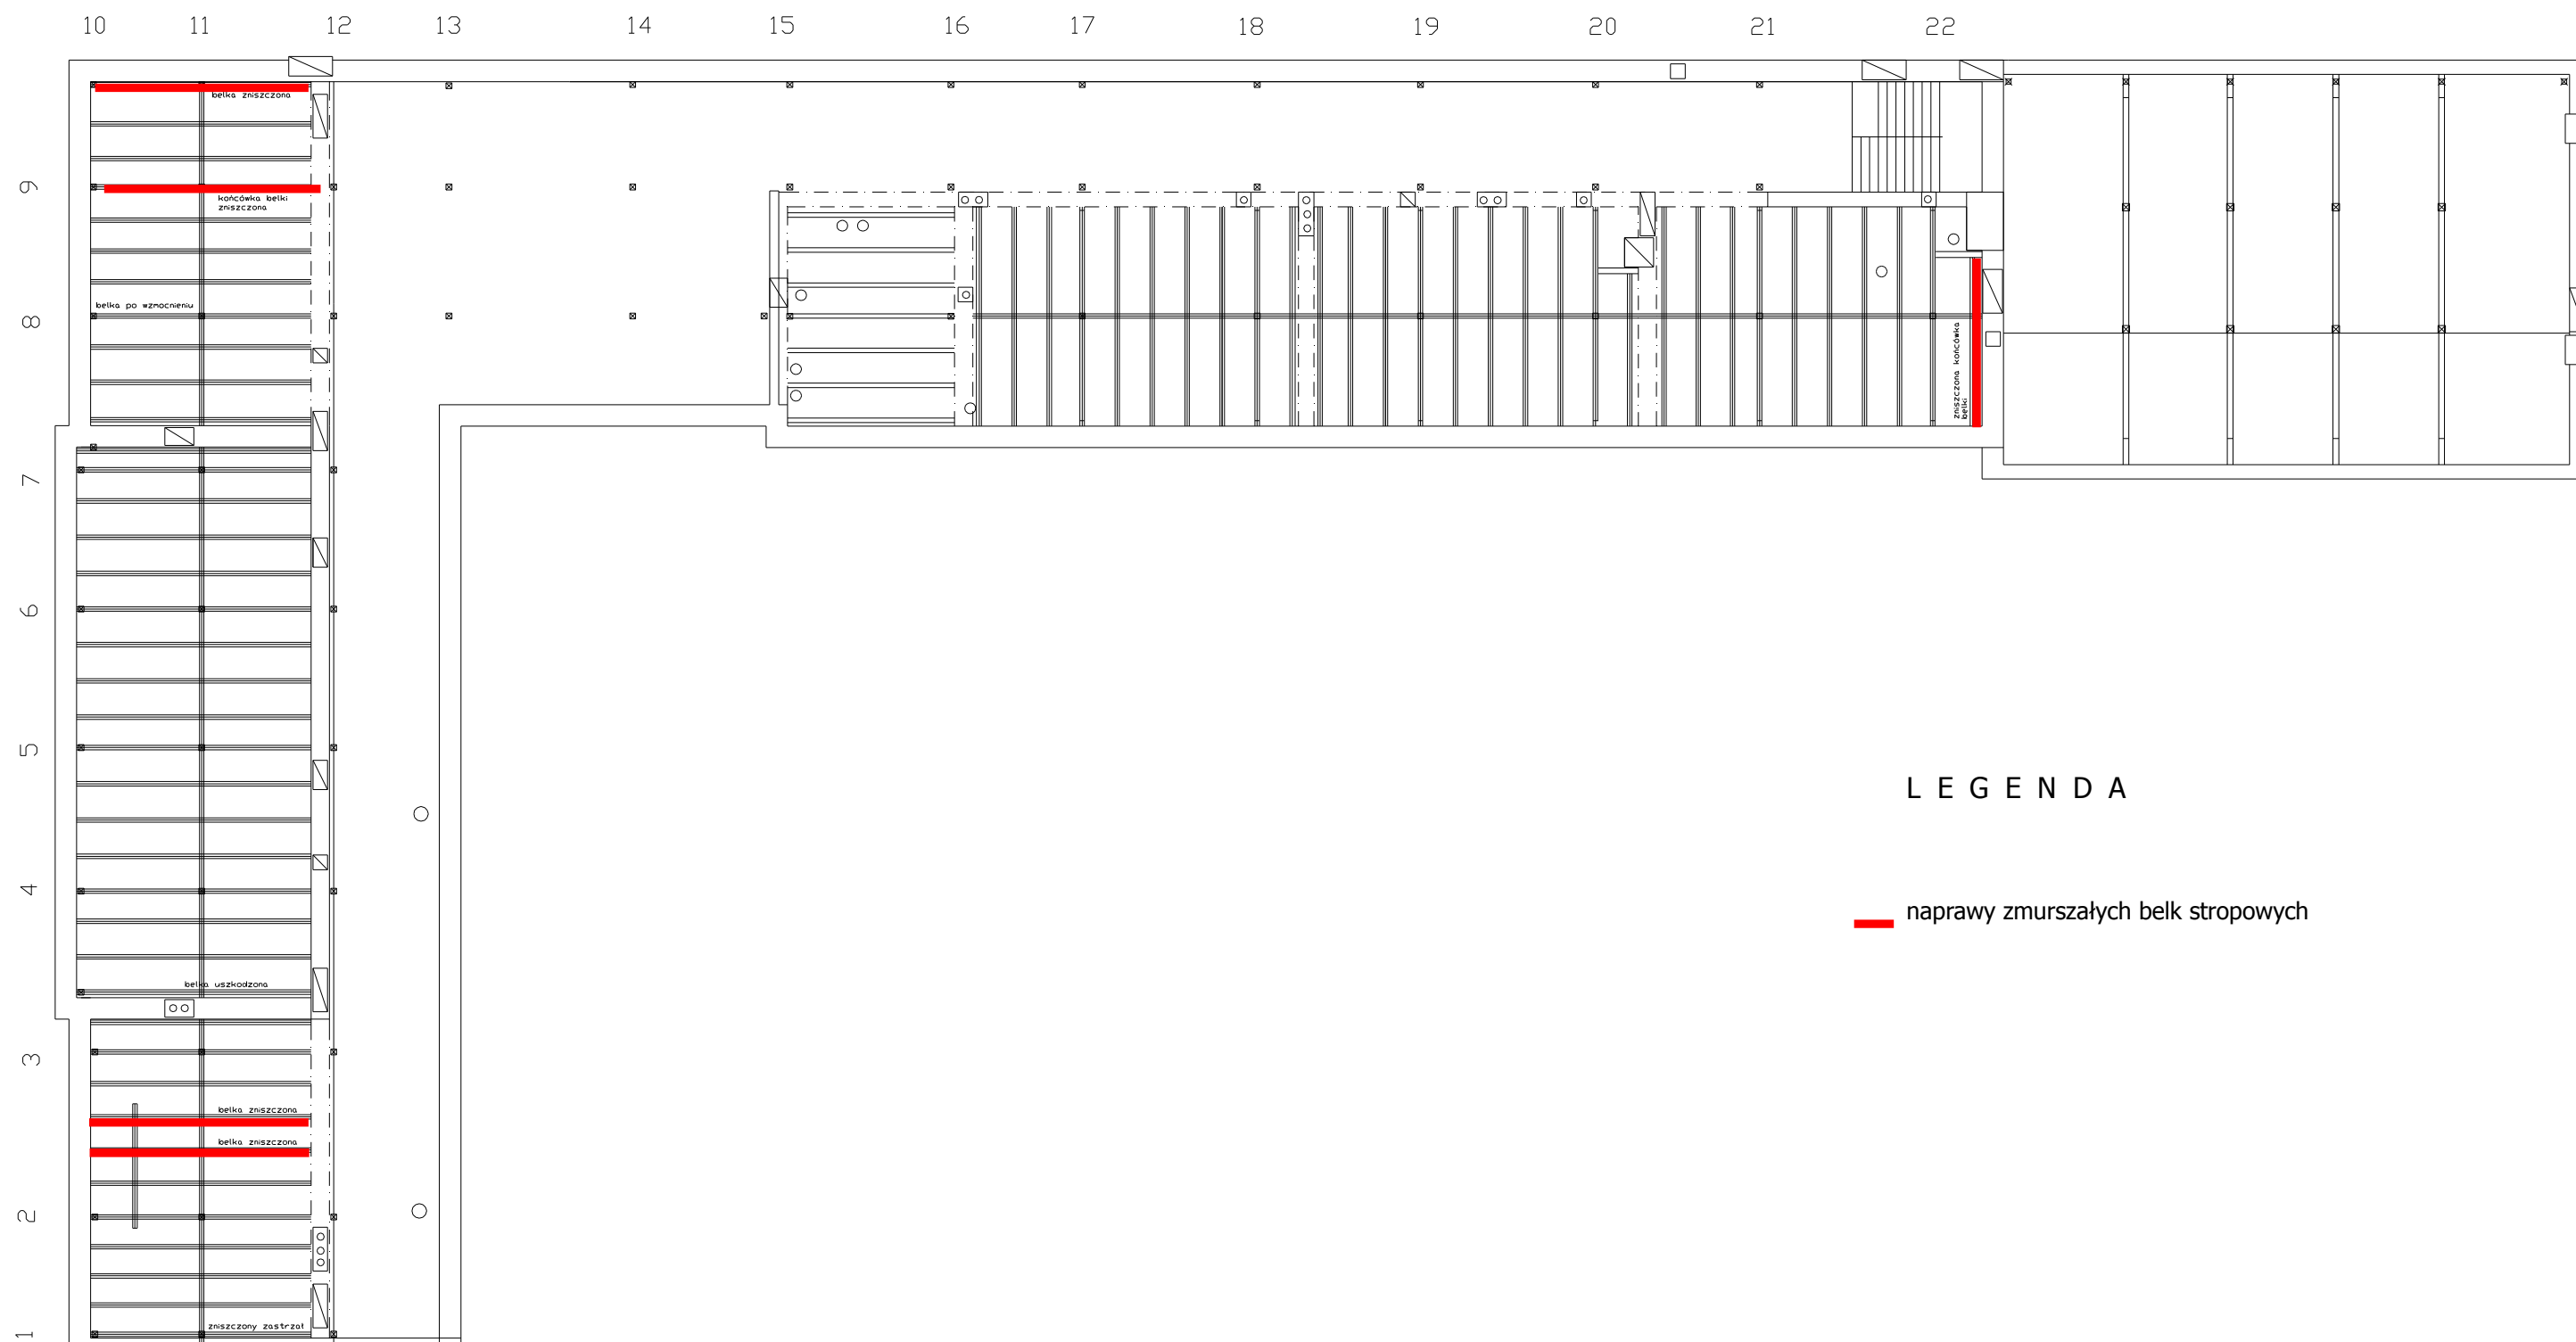 10 11 12 13 14 15 16 17 18 19 20 21 22
belka zniszczona
9
końcówka belki
zniszczona
belka po wzmocnieniu
8
zniszczona końcówka
belki
7
6
5
LEGENDA
4
naprawy zmurszałych belk stropowych
belka uszkodzona
3
belka zniszczona
belka zniszczona
2
zniszczony zastrzał
1